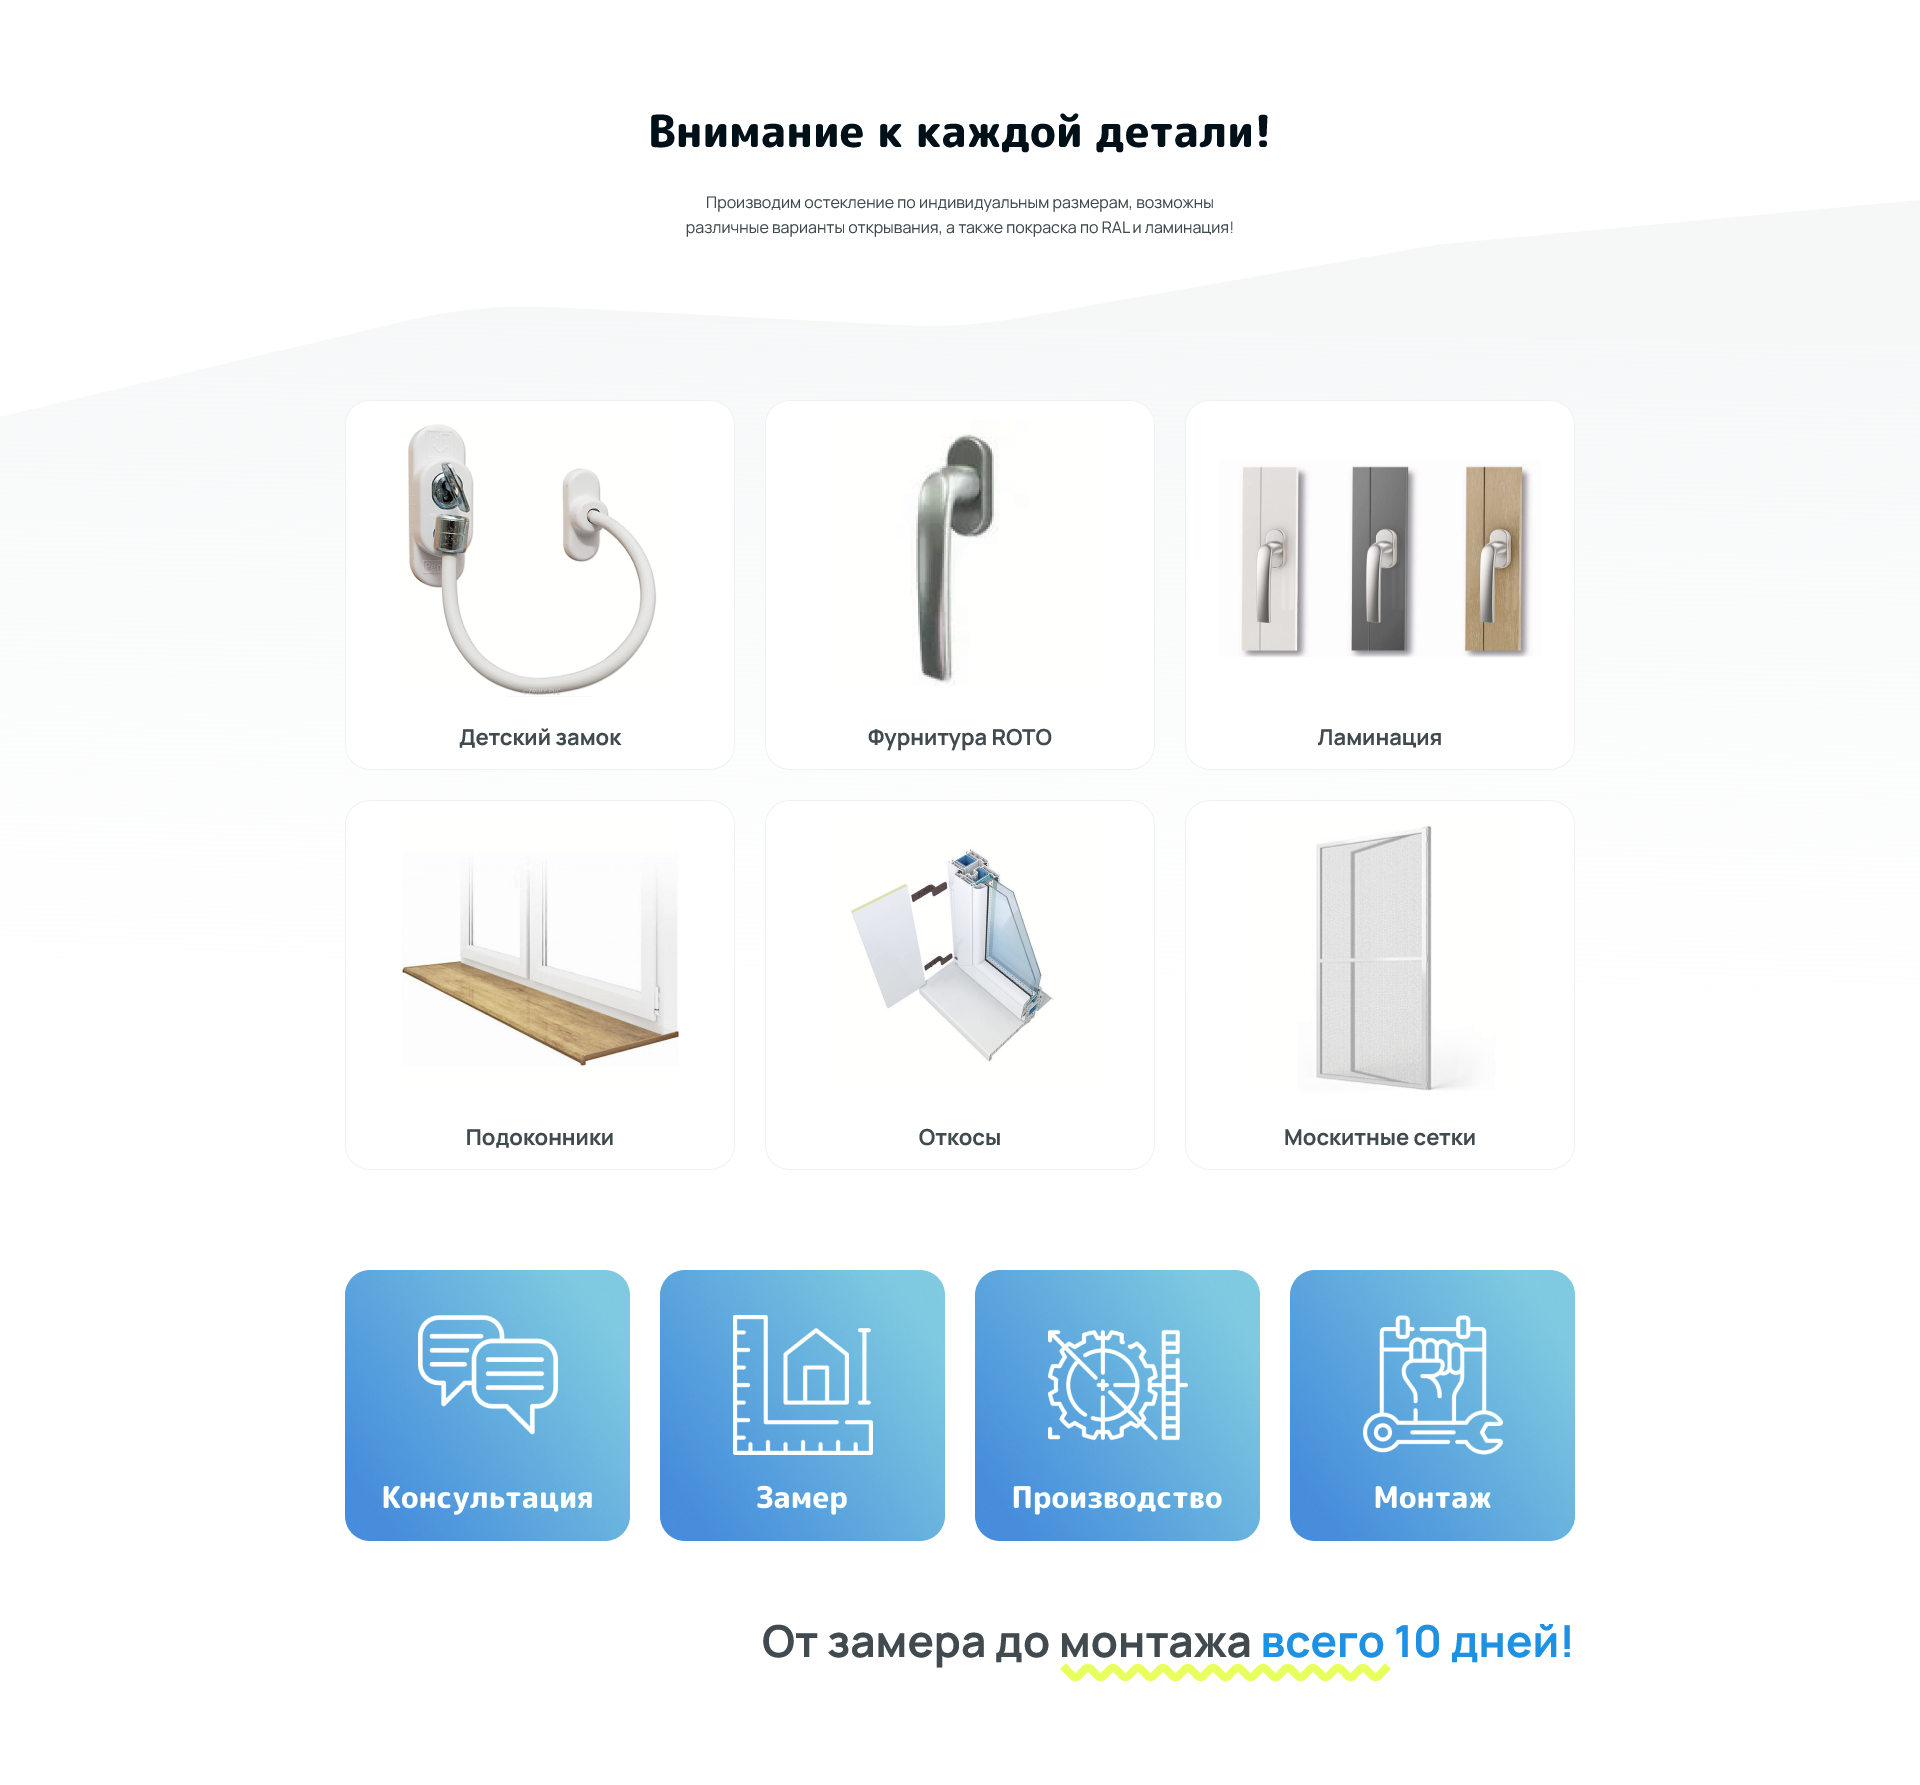 Внимание к каждой детали!
Производим остекление по индивидуальным размерам, возможны
различные варианты открывания, а также покраска по RAL и ламинация!
Детский замок
Фурнитура ROTO
Ламинация
Подоконники
Откосы
Москитные сетки
Консультация
Замер
Производство
Монтаж
От замера до монтажа всего 10 дней!